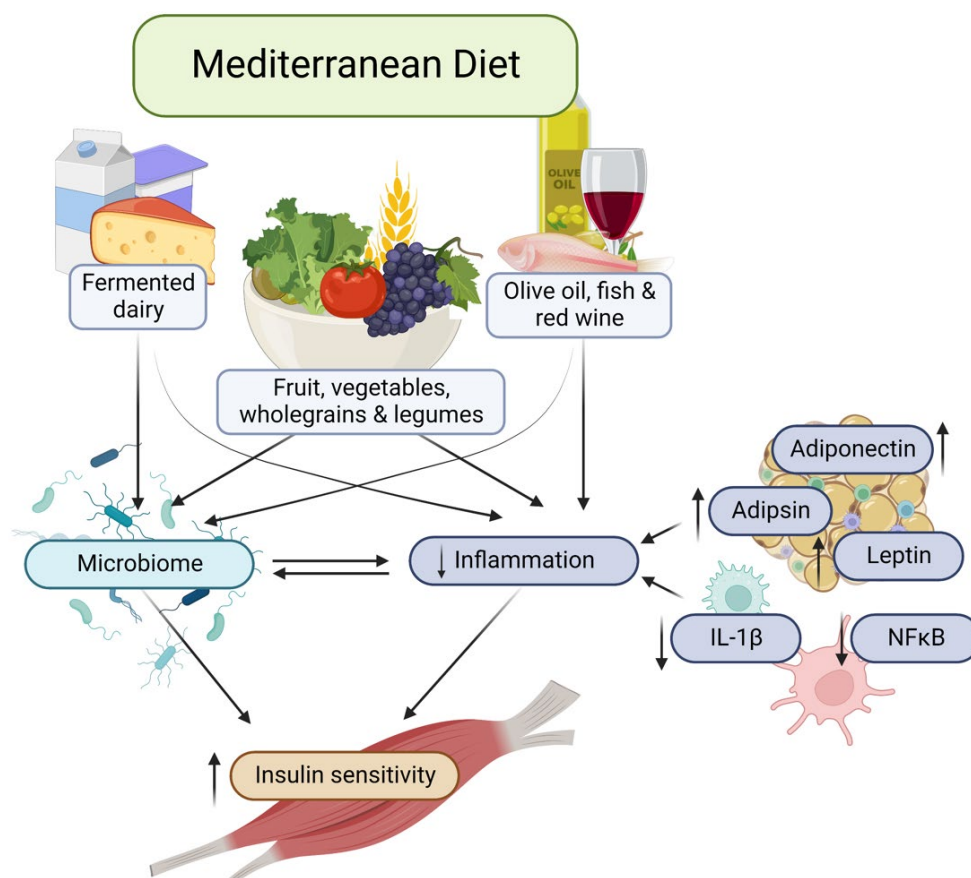 Mediterranean Diet
OLIVE
OIL
Fermented
dairy
Olive oil, fish &
red wine
Fruit, vegetables,
wholegrains & legumes
Adiponectin
Adipsin
Leptin
Microbiome
Inflammation
IL-1β
NFκB
Insulin sensitivity